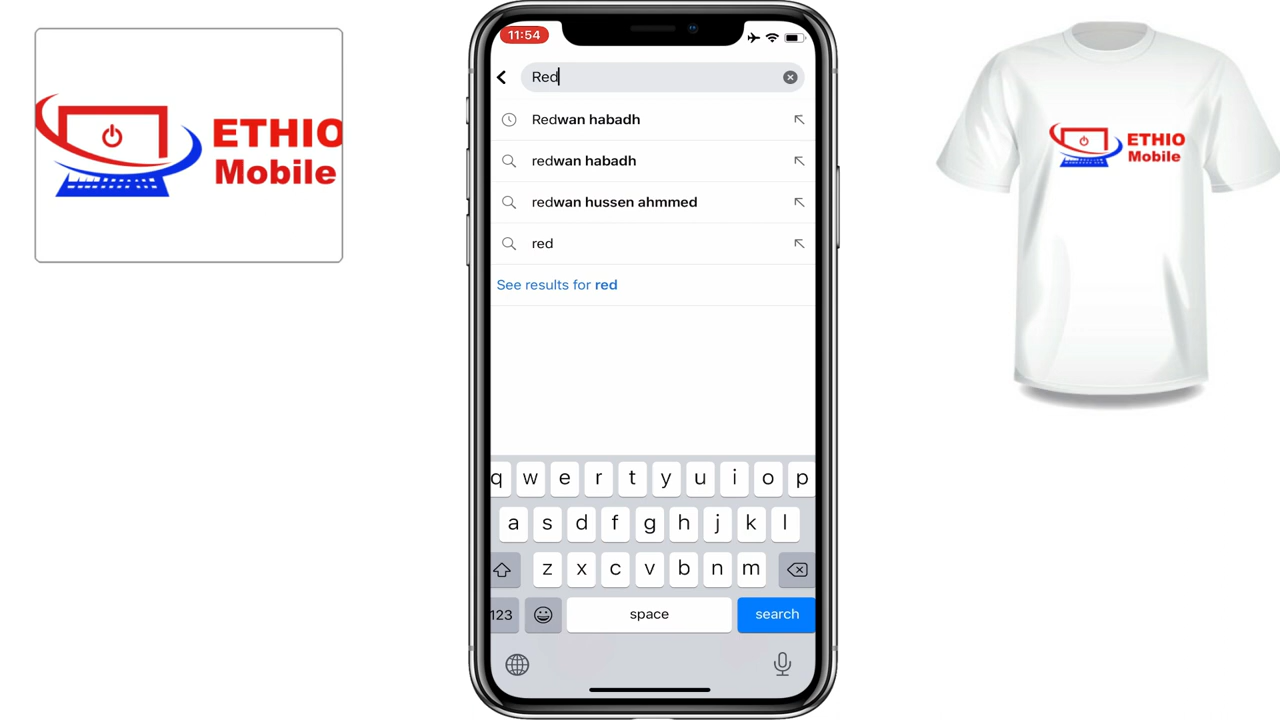 ETHIO
Mobile
11:54
Red
Redwan habadh
redwan habadh
redwan hussen ahmmed
red
See results for red
q w e r t y u i o p
a s d f g h j k l
z x c v b n m
123 space search
ETHIO
Mobile